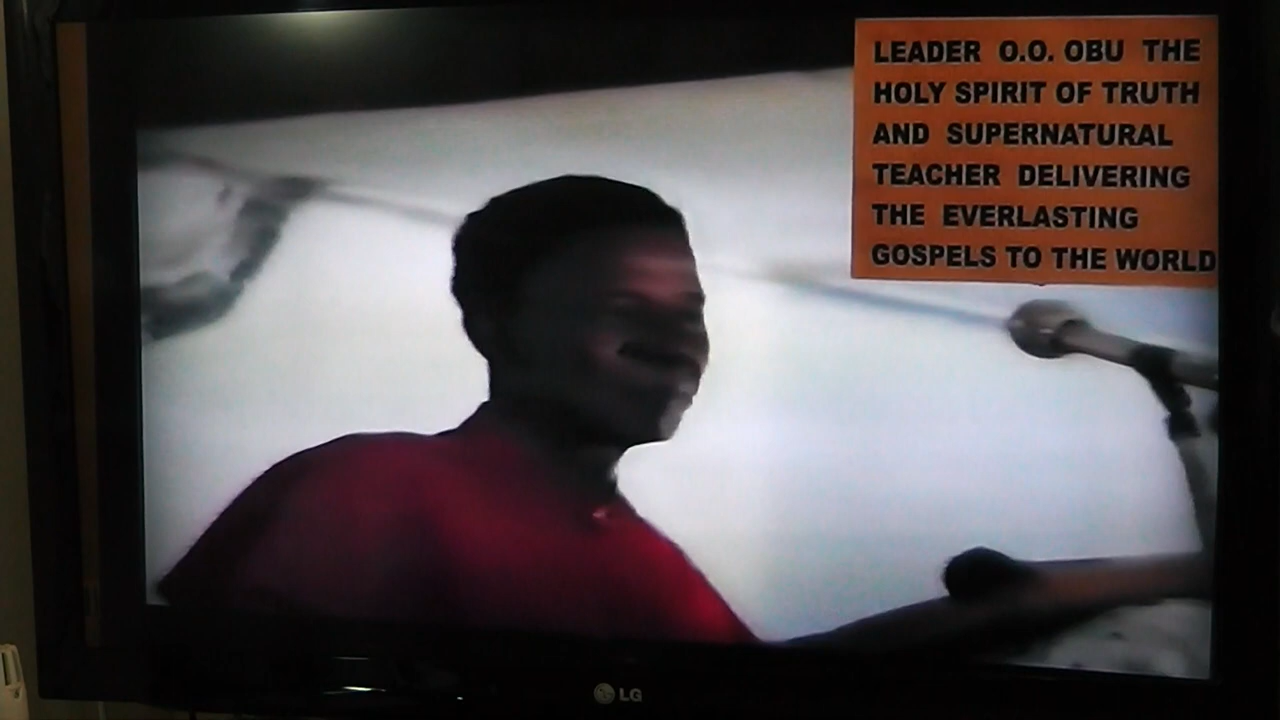 LEADER O.O. OBU THE
HOLY SPIRIT OF TRUTH
AND SUPERNATURAL
TEACHER DELIVERING
THE EVERLASTING
GOSPELS TO THE WORLD
LG